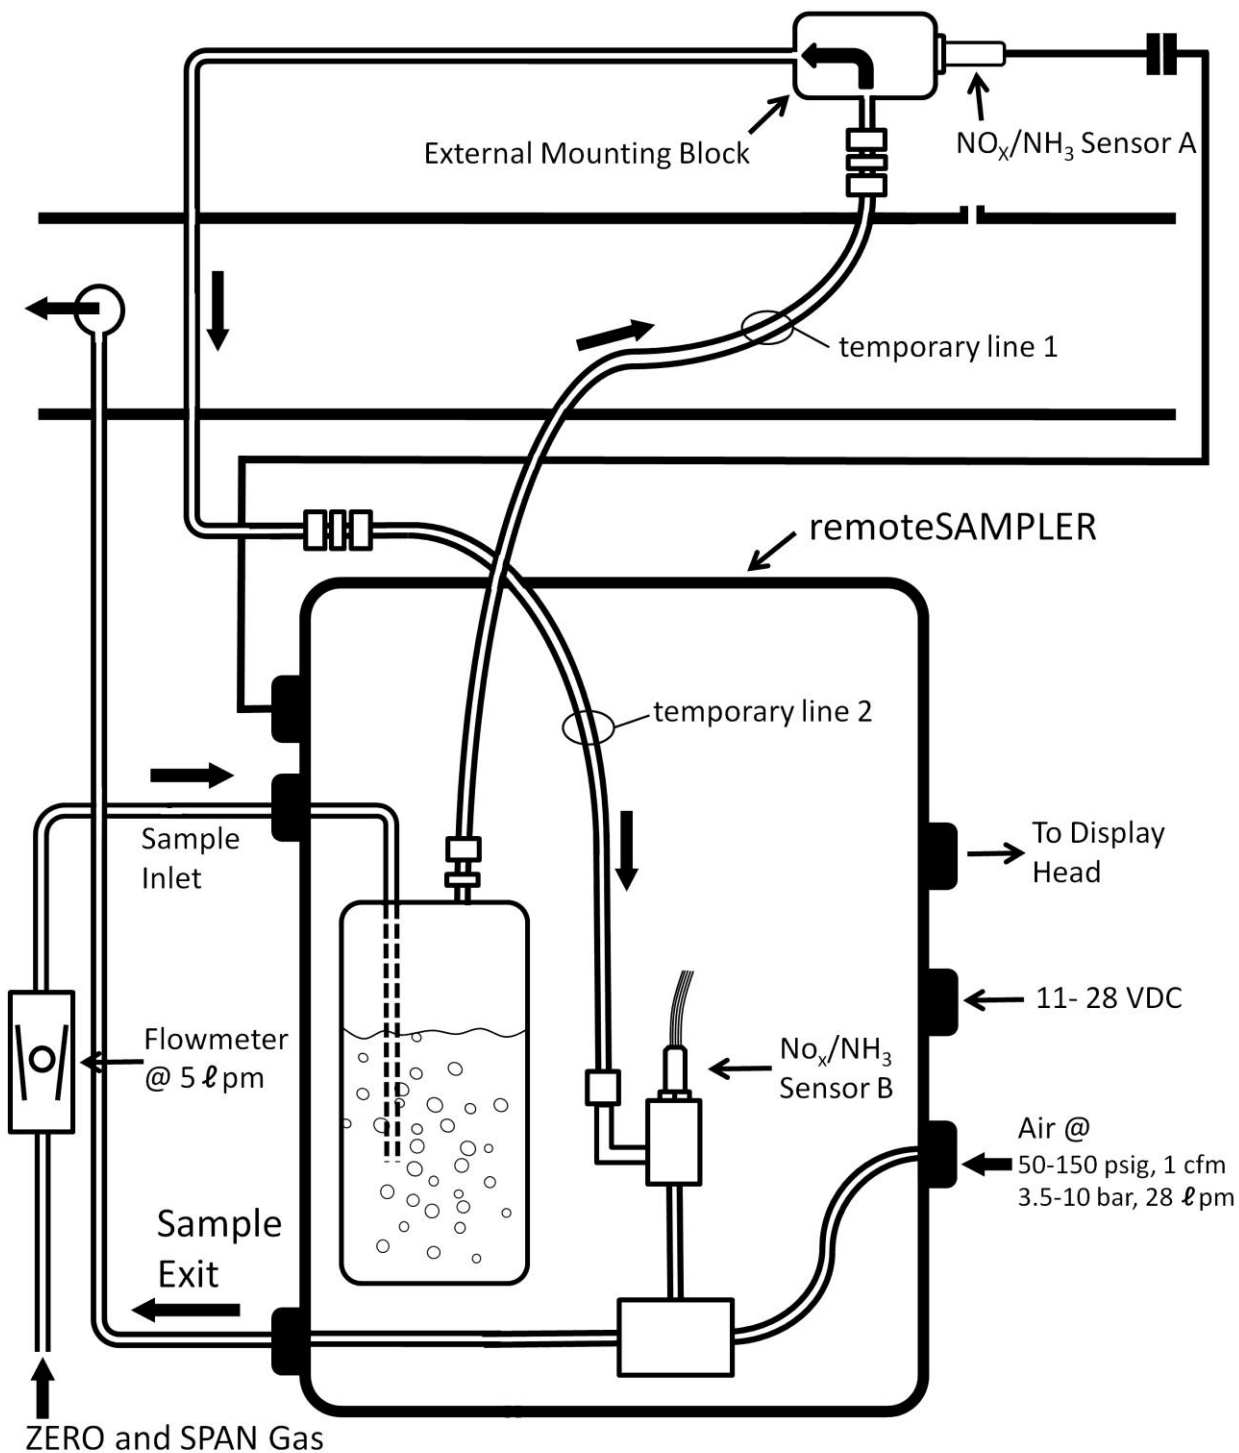 External Mounting Block
NOX/NH3 Sensor A
temporary line 1
remoteSAMPLER
temporary line 2
Sample
Inlet
To Display
Head
11- 28 VDC
Flowmeter
@ 5 ℓ pm
Nox/NH3
Sensor B
Air @
50-150 psig, 1 cfm
3.5-10 bar, 28 ℓ pm
Sample
Exit
ZERO and SPAN Gas